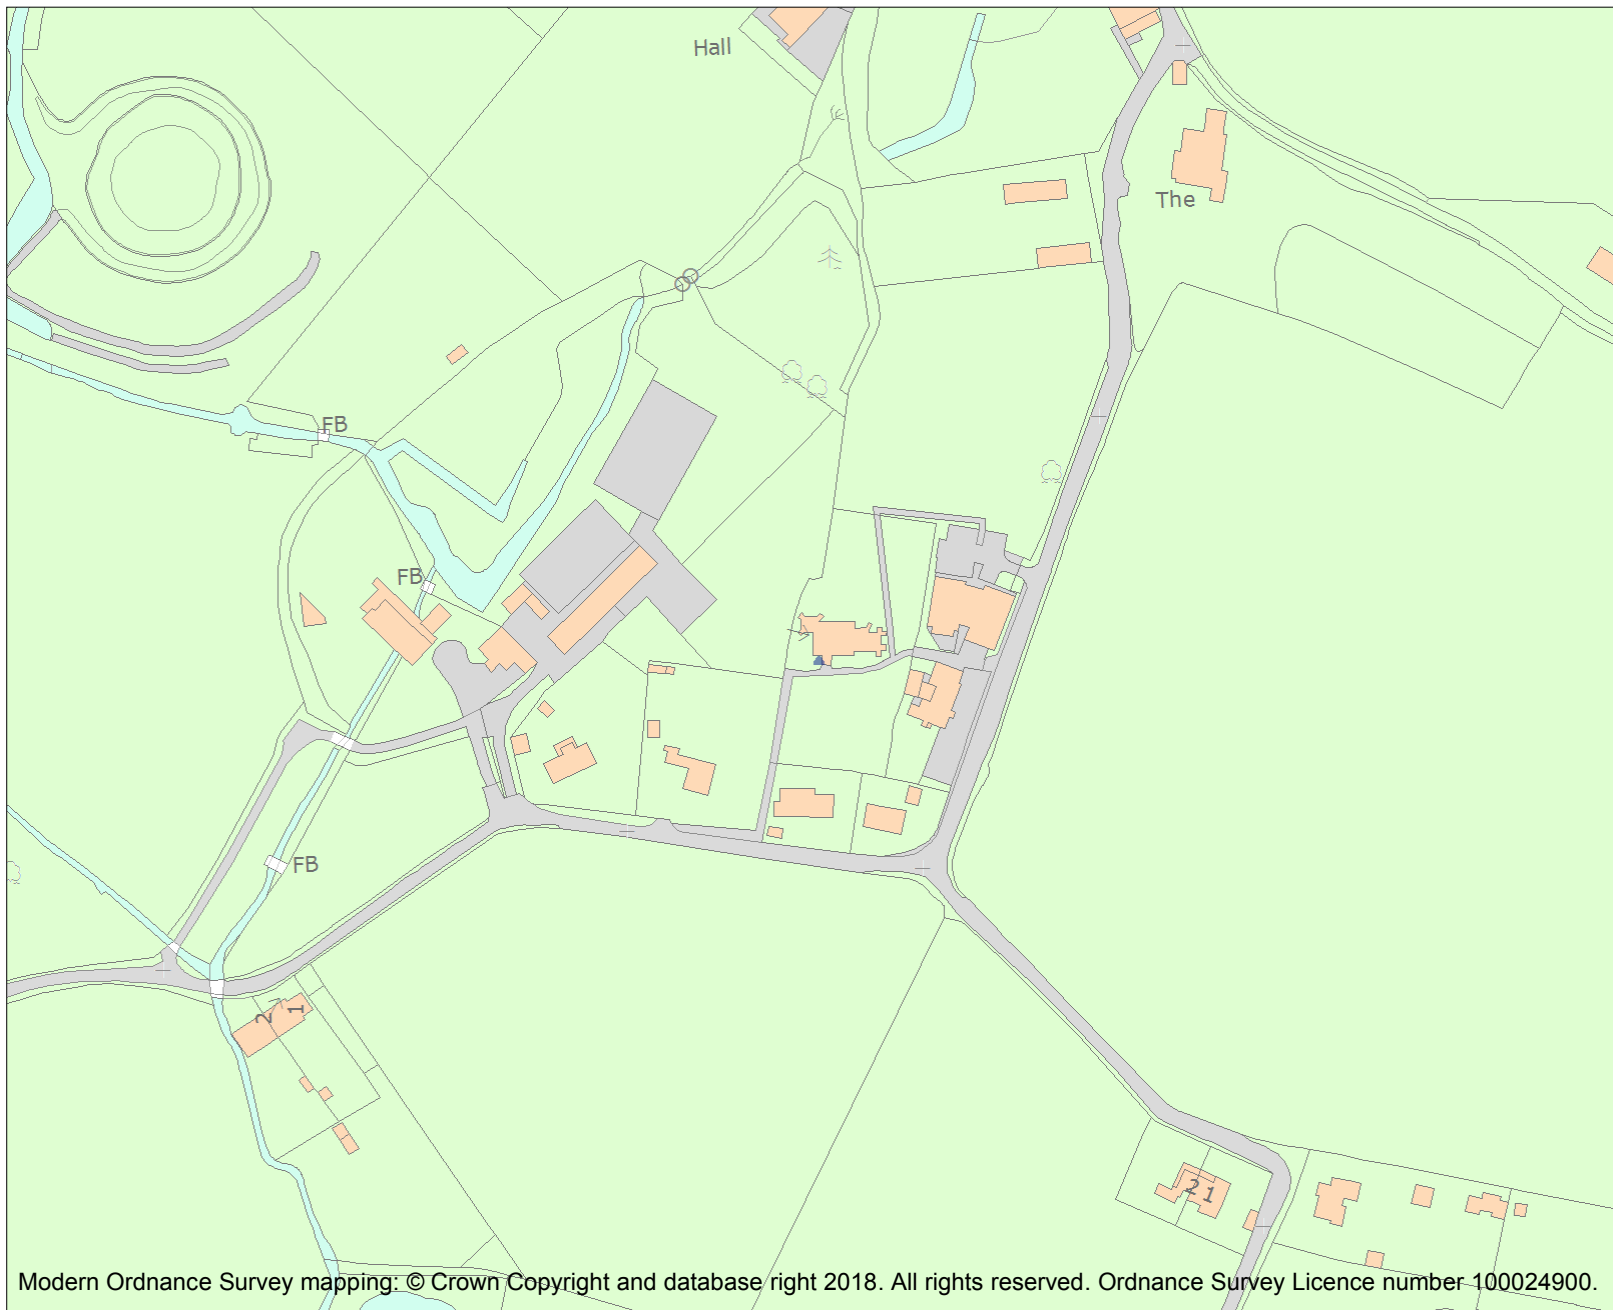 Hall
The
FB
FB
FB
2 1
2 1
Modern Ordnance Survey mapping: © Crown Copyright and database right 2018. All rights reserved. Ordnance Survey Licence number 100024900.